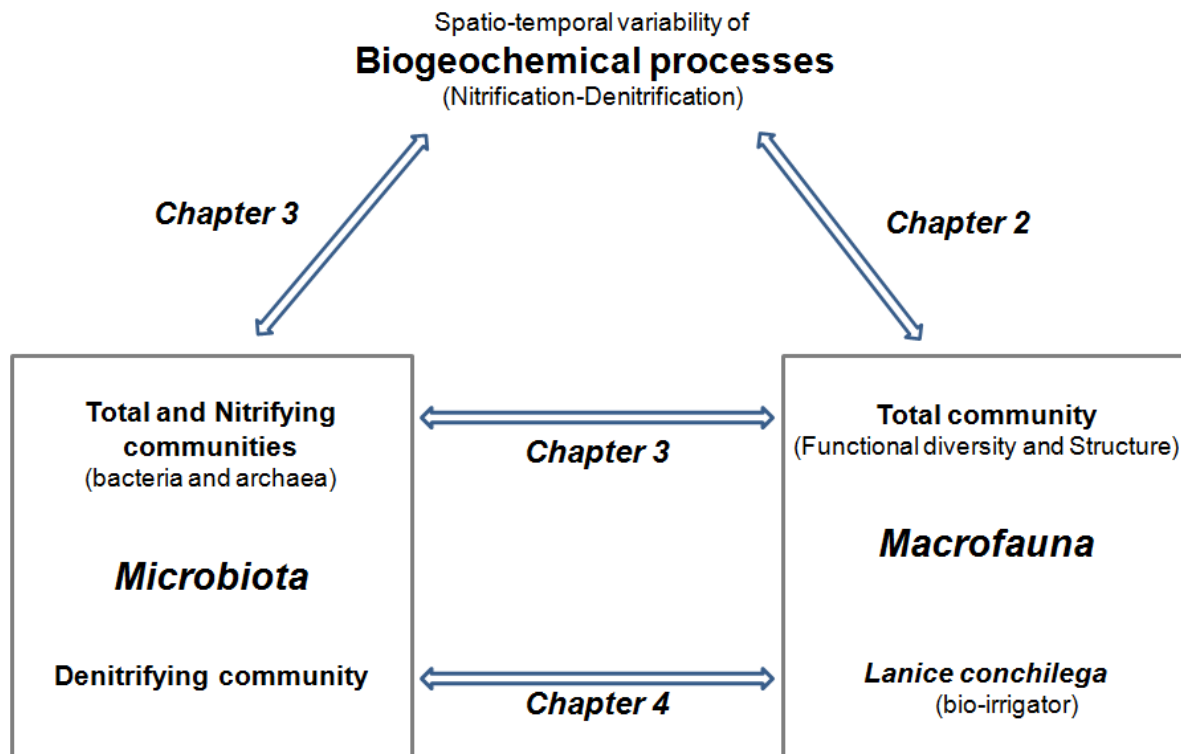 Spatio-temporal variability of
Biogeochemical processes
(Nitrification-Denitrification)
Chapter 3
Chapter 2
Total and Nitrifying
communities
(bacteria and archaea)
Microbiota
Denitrifying community
Chapter 3
Chapter 4
Total community
(Functional diversity and Structure)
Macrofauna
Lanice conchilega
(bio-irrigator)